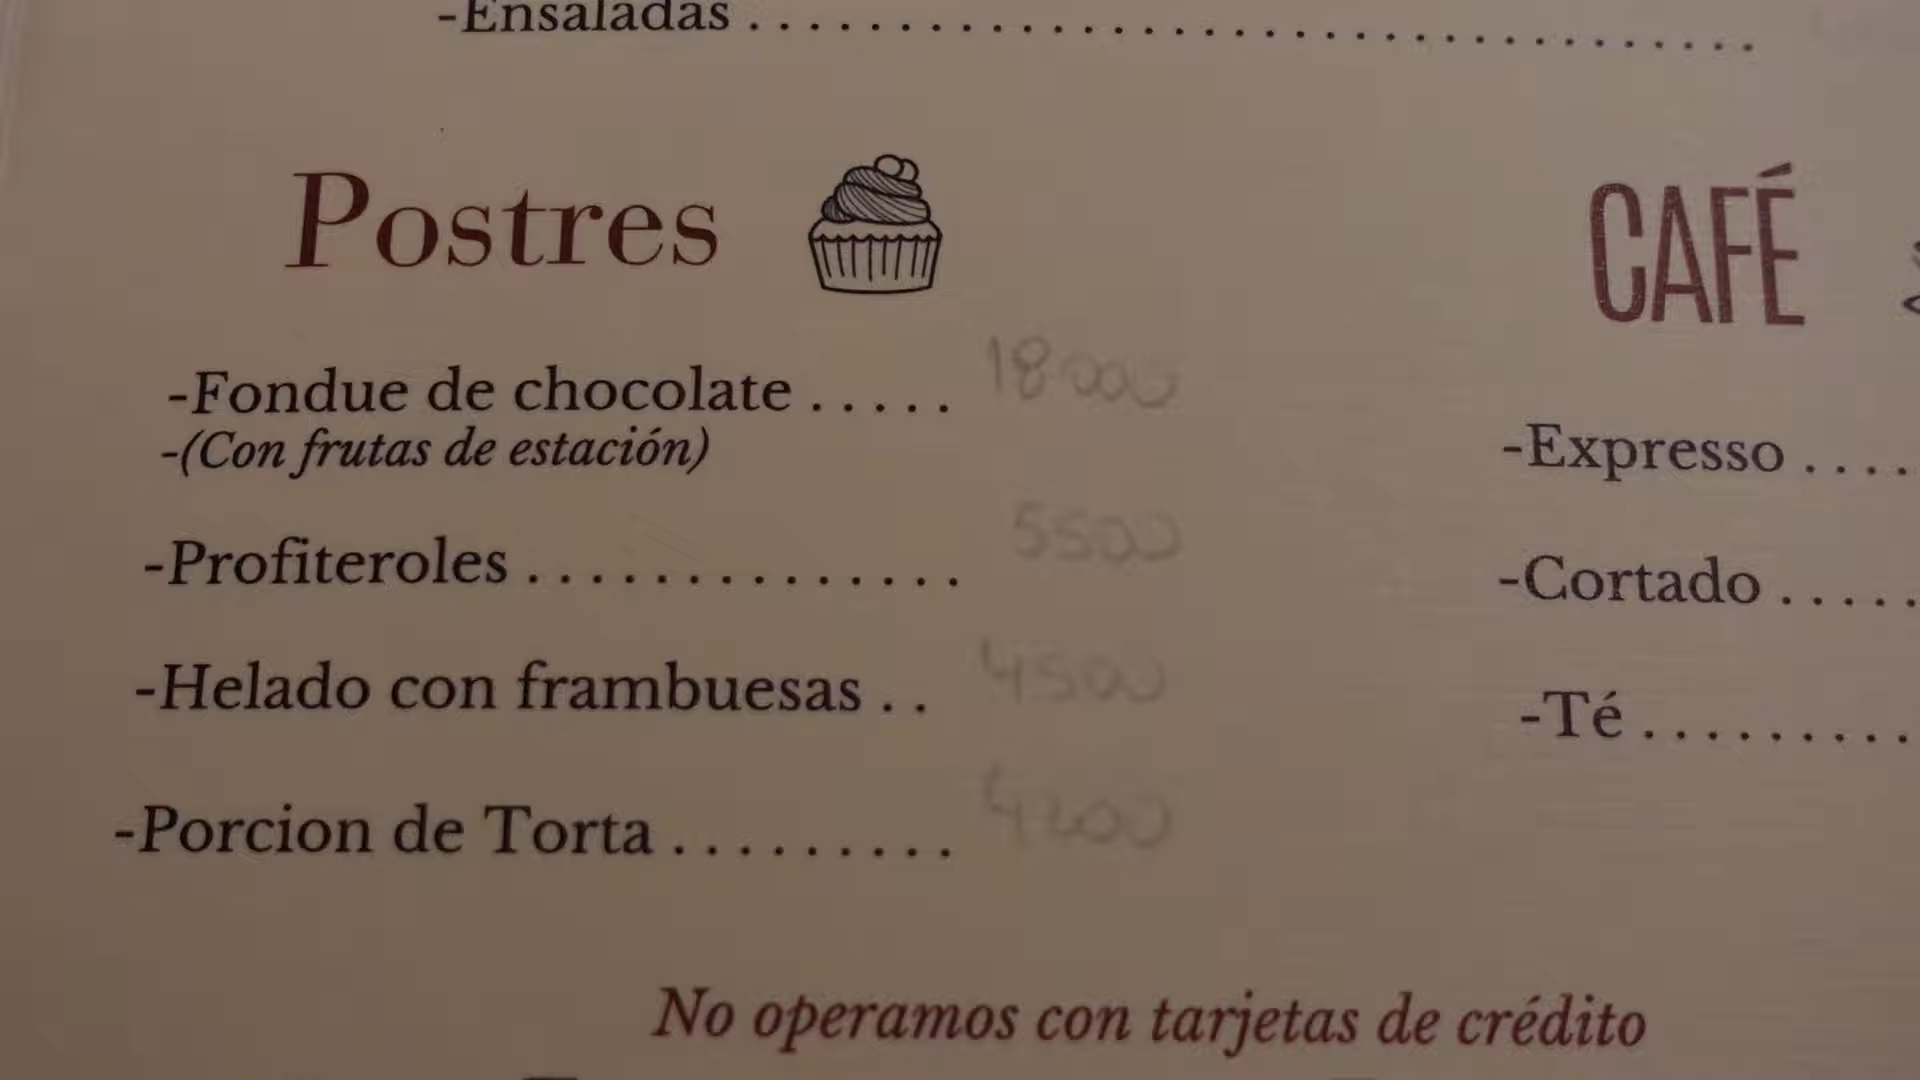 -Ensaladas ..................................
Postres
-Fondue de chocolate ..... 18000
-(Con frutas de estación)
-Profiteroles .............. 5500
-Helado con frambuesas .. 4500
-Porcion de Torta ......... 4200
CAFÉ
-Expresso ....
-Cortado .....
-Té .........
No operamos con tarjetas de crédito